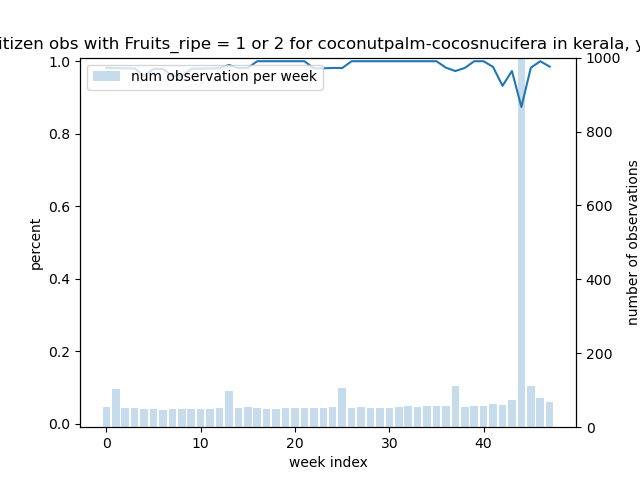 itizen obs with Fruits_ripe = 1 or 2 for coconutpalm-cocosnucifera in kerala, y
num observation per week
1.0
0.8
0.6
0.4
0.2
0.0
percent
1000
800
600
400
200
0
number of observations
0 10 20 30 40
week index